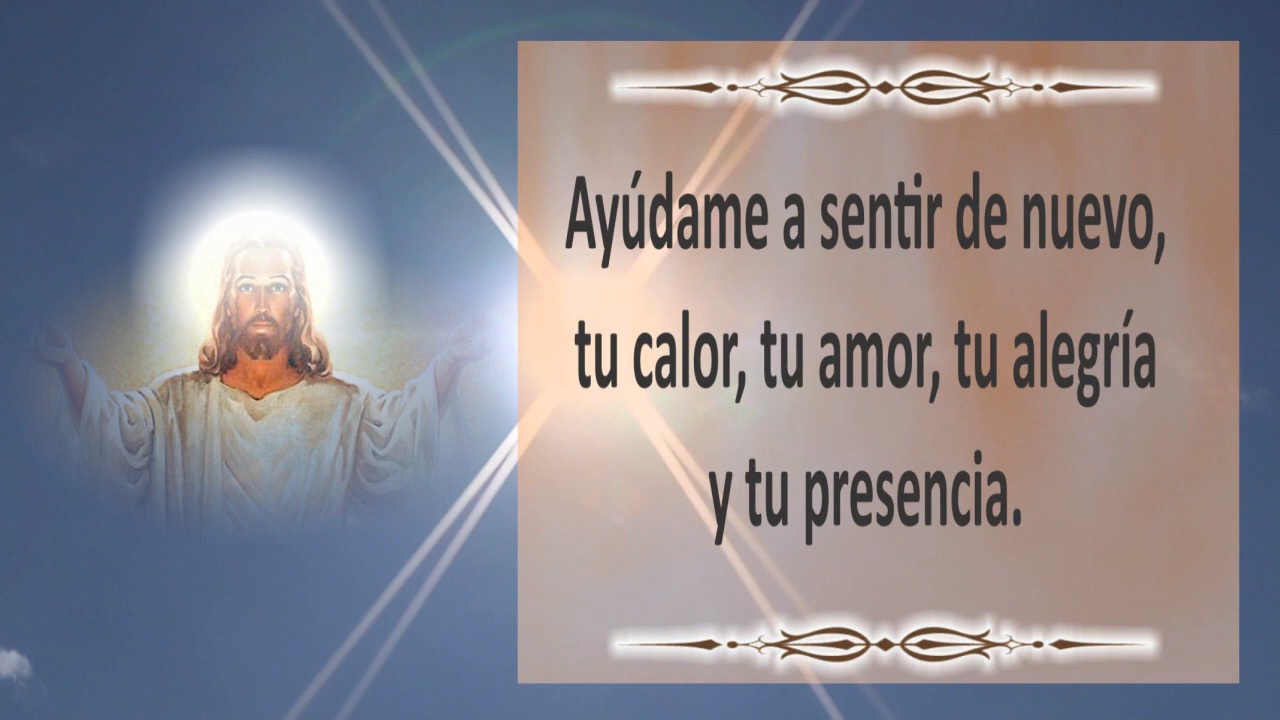 Ayúdame a sentir de nuevo,
tu calor, tu amor, tu alegría
y tu presencia.